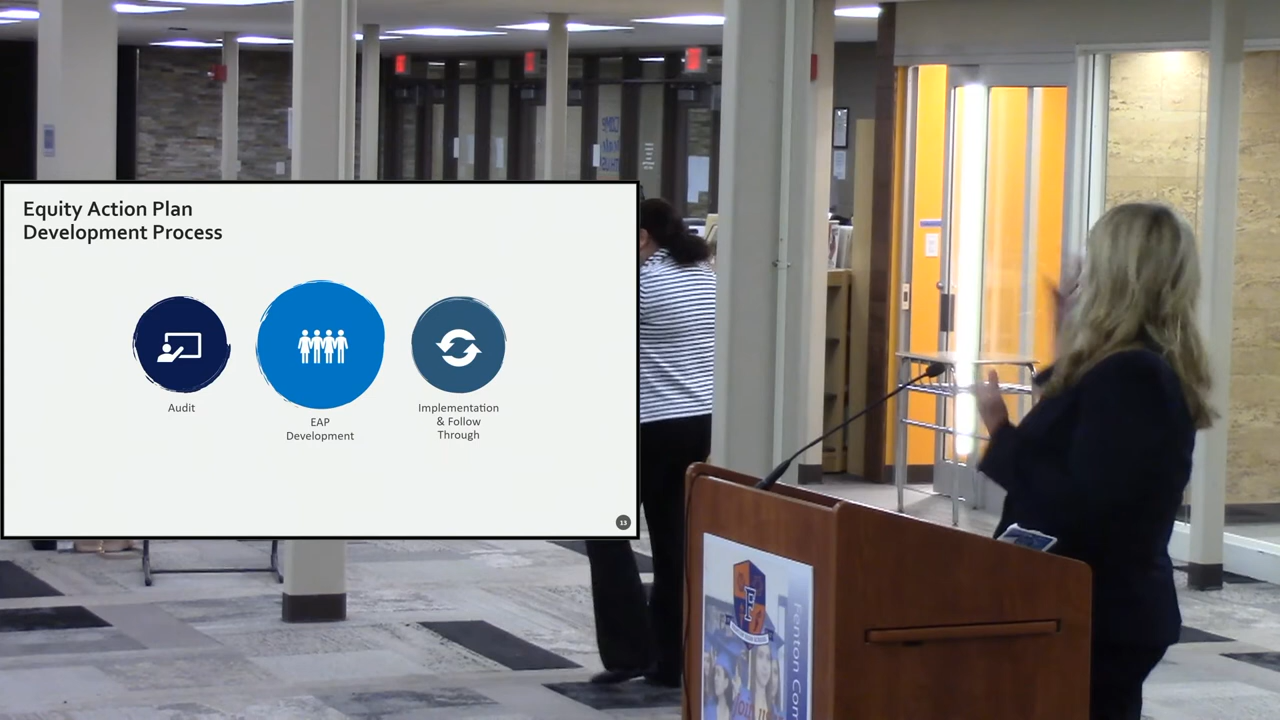 Equity Action Plan
Development Process
Audit
EAP
Development
Implementation
& Follow
Through
13
Fenton Com